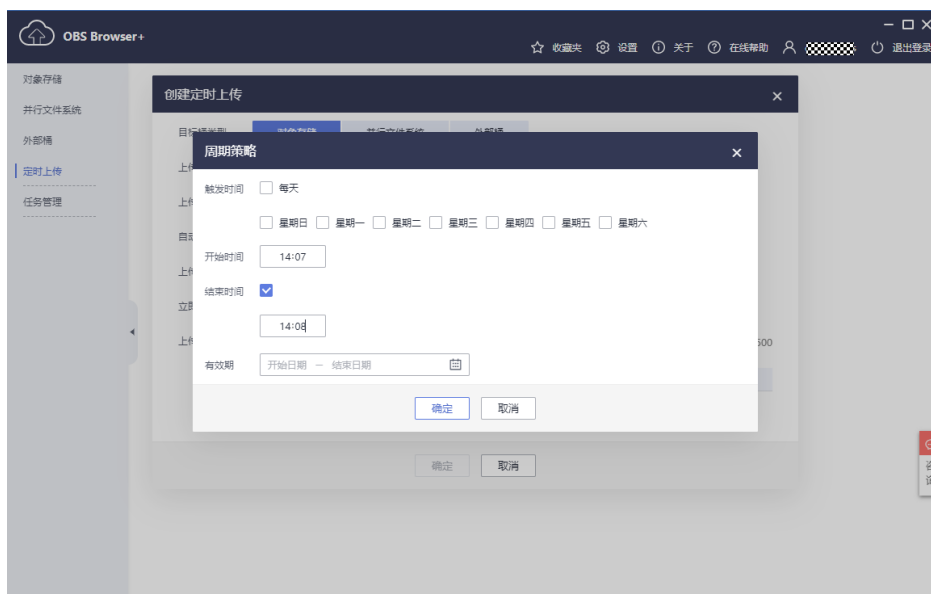 OBS Browser+
收藏夹 设置 关于 在线帮助 退出登录
对象存储
并行文件系统
外部桶
定时上传
任务管理
创建定时上传
周期策略
触发时间 每天
星期日 星期一 星期二 星期三 星期四 星期五 星期六
开始时间 14:07
结束时间
14:08
有效期 开始日期 – 结束日期
确定 取消
确定 取消